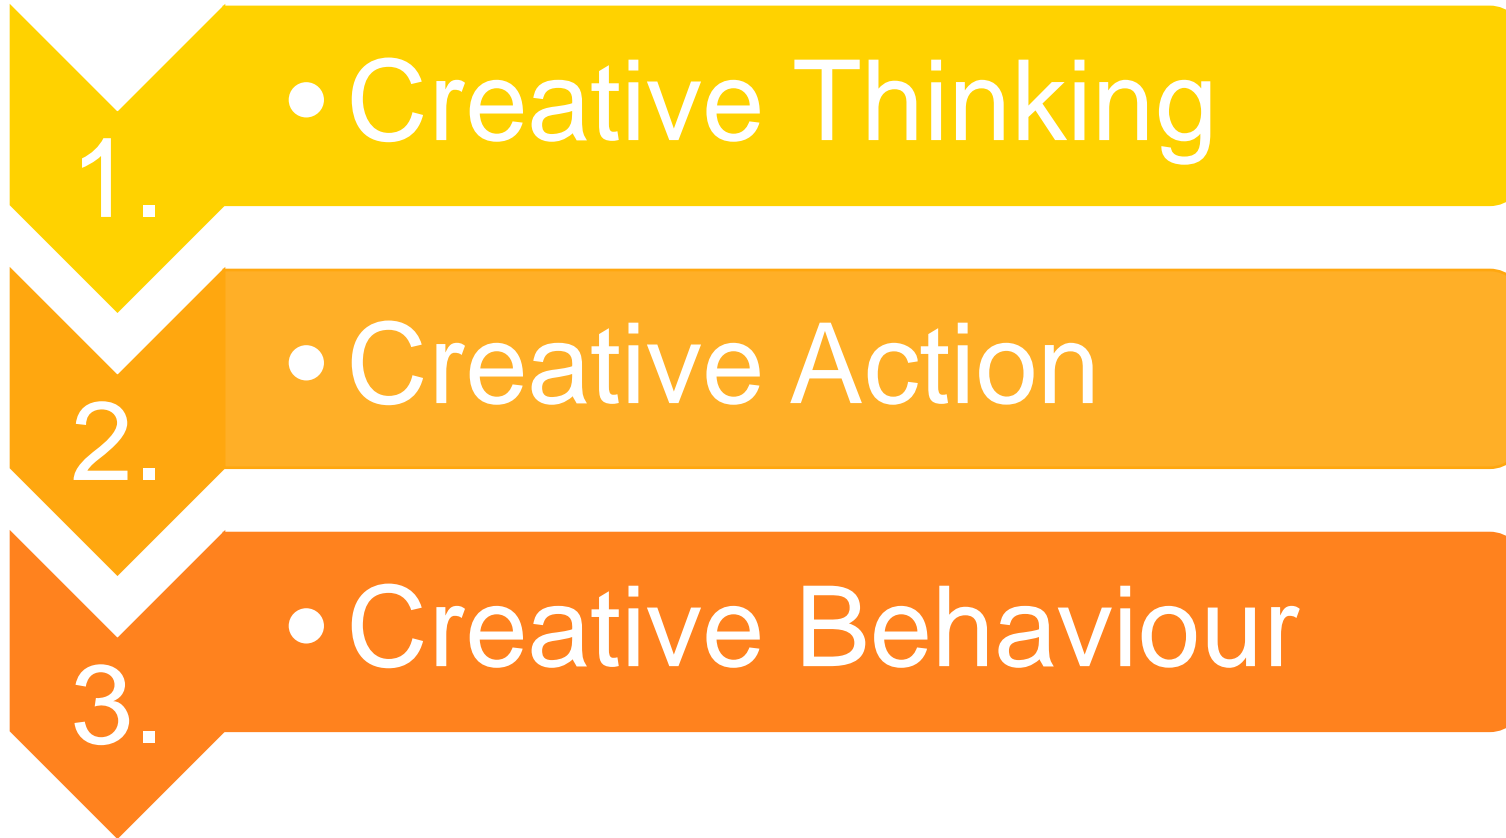 1.
• Creative Thinking
2.
• Creative Action
3.
• Creative Behaviour